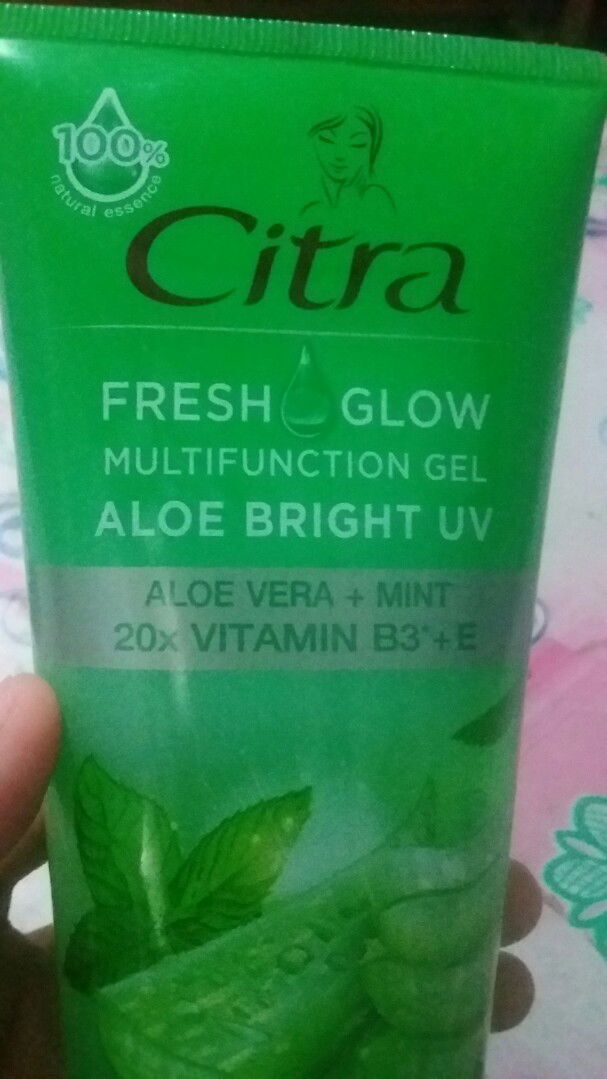 100%
natural essence
Citra
FRESH GLOW
MULTIFUNCTION GEL
ALOE BRIGHT UV
ALOE VERA + MINT
20x VITAMIN B3*+E